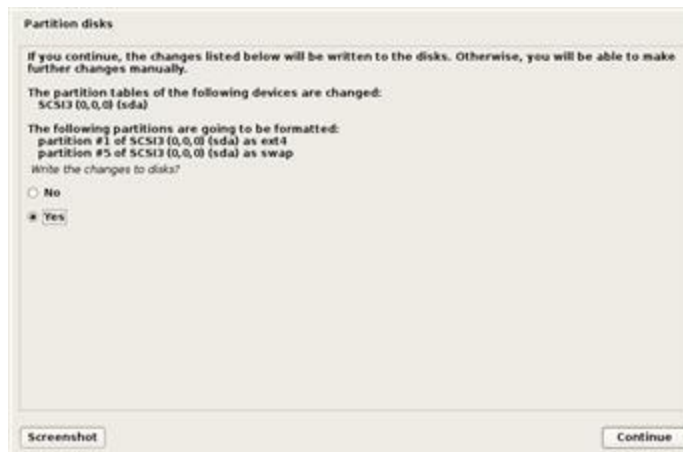 Partition disks
If you continue, the changes listed below will be written to the disks. Otherwise, you will be able to make
further changes manually.
The partition tables of the following devices are changed:
SCSI3 (0,0,0) (sda)
The following partitions are going to be formatted:
partition #1 of SCSI3 (0,0,0) (sda) as ext4
partition #5 of SCSI3 (0,0,0) (sda) as swap
Write the changes to disks?
No
Yes
Screenshot
Continue